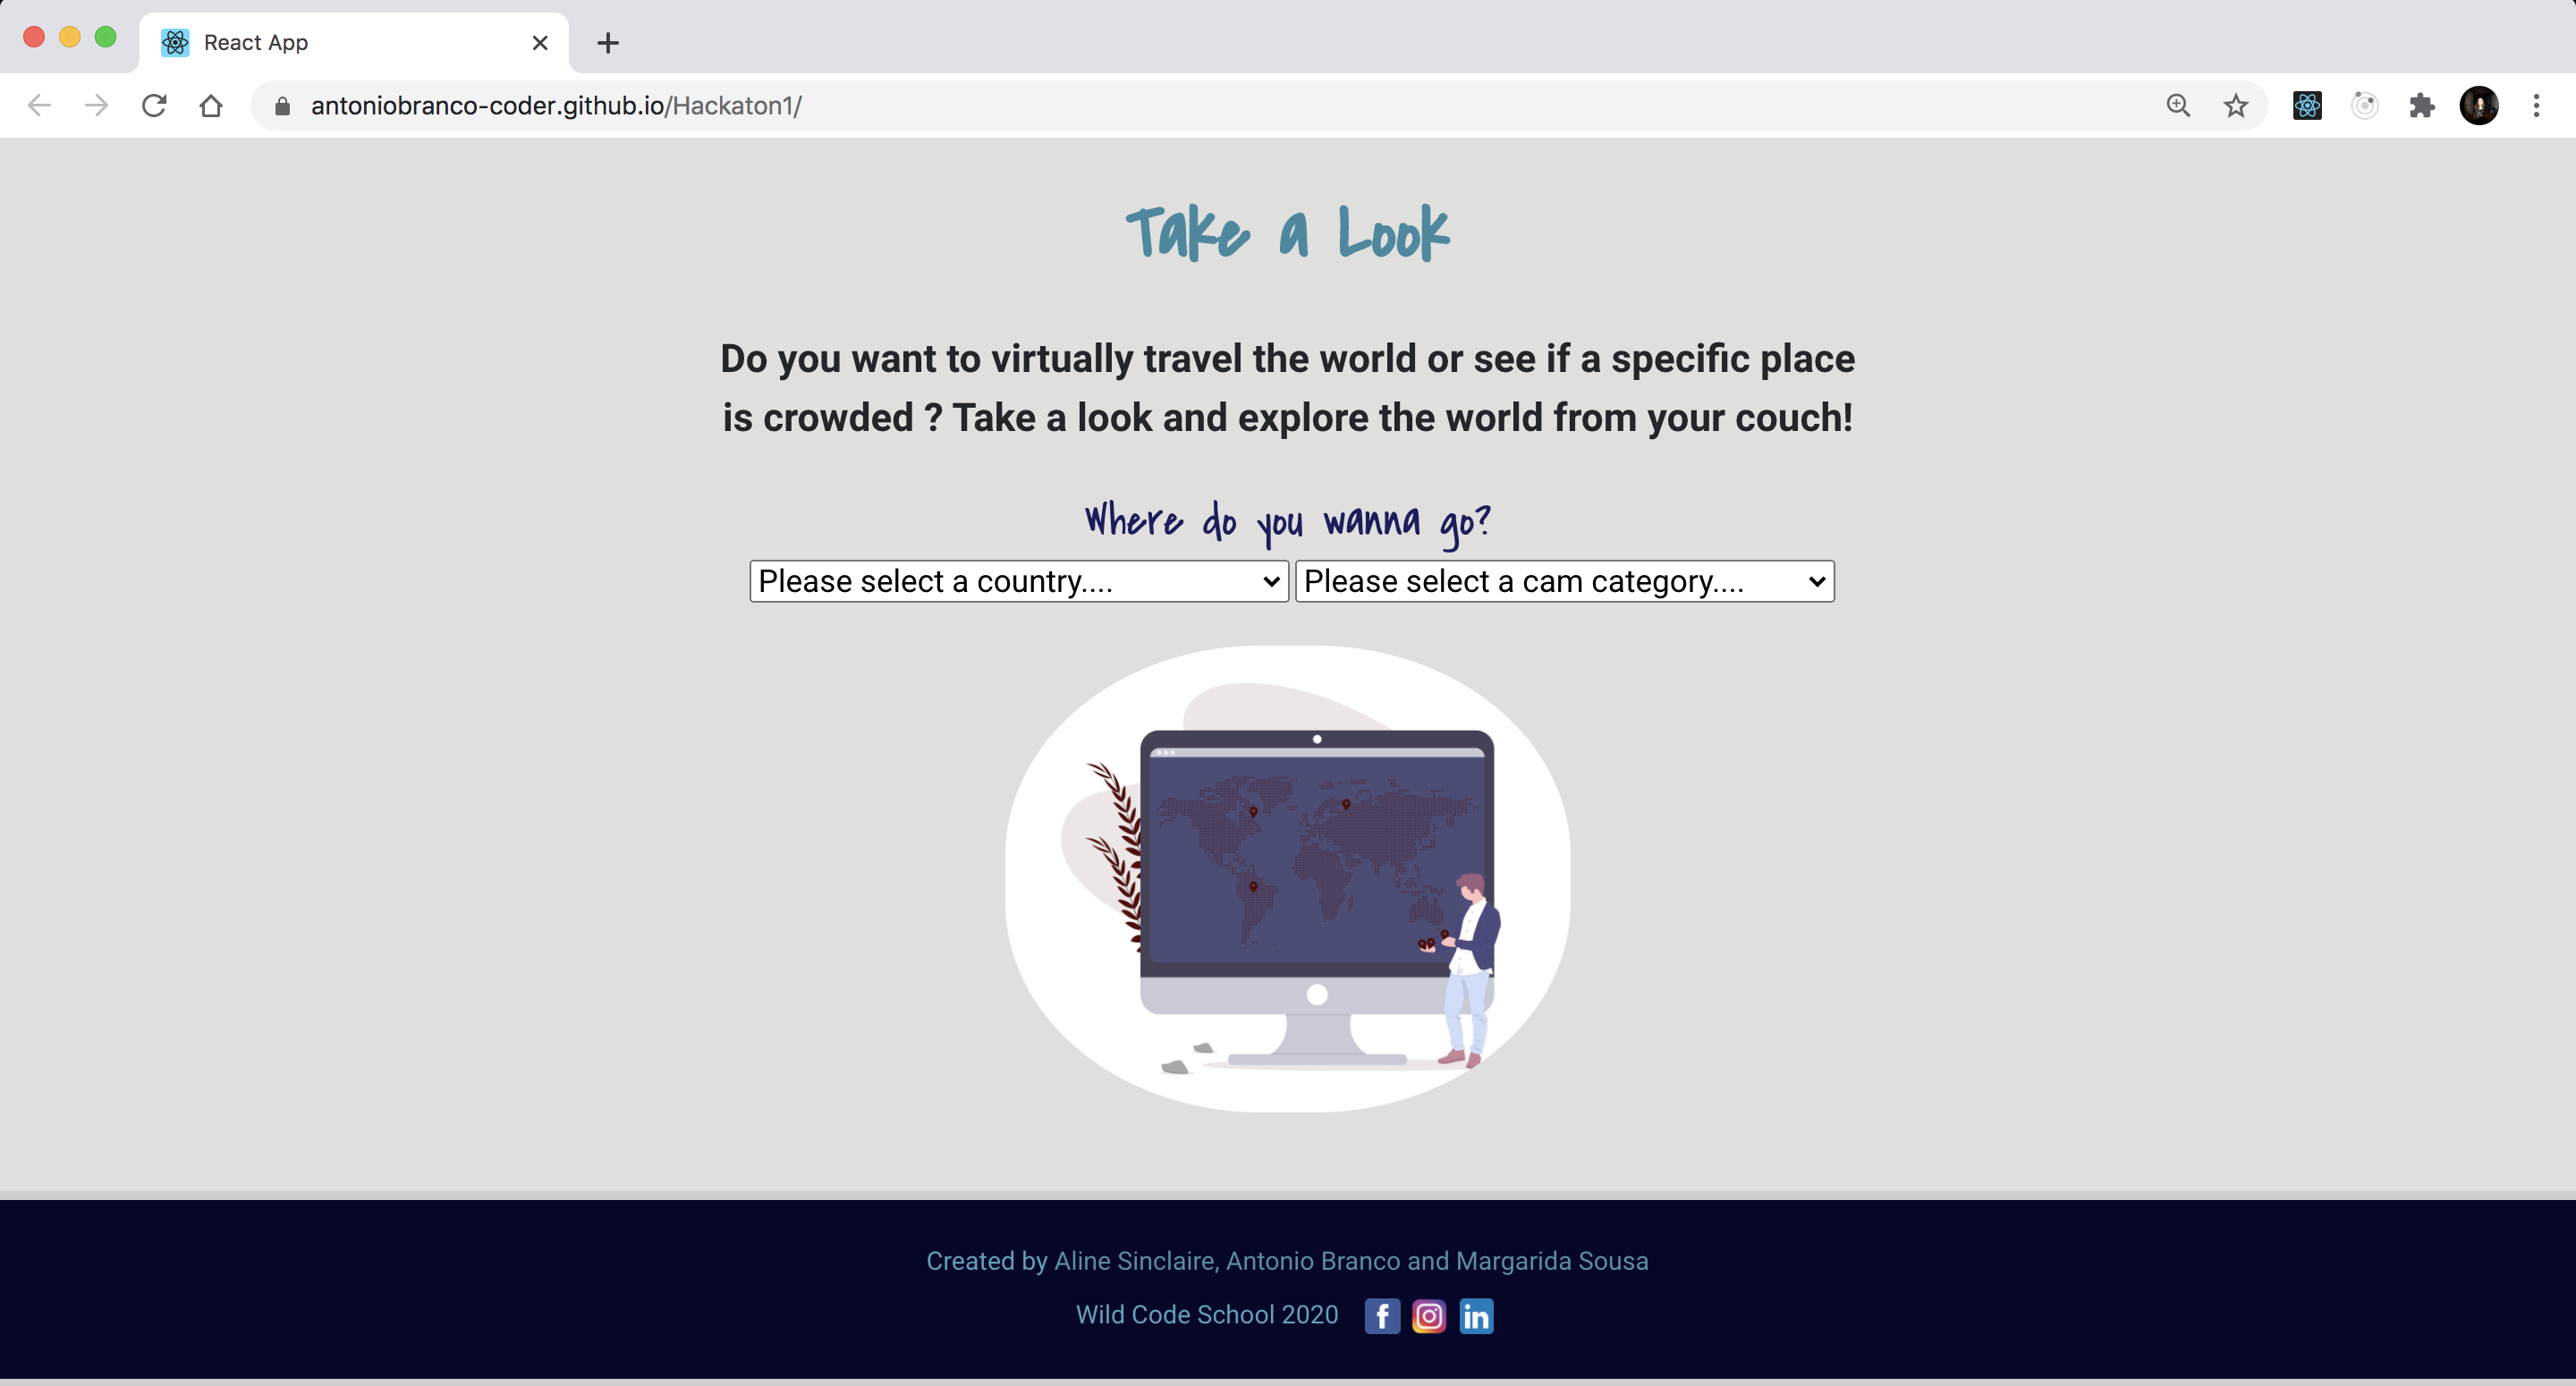 React App
antoniobranco-coder.github.io/Hackaton1/
Take a Look
Do you want to virtually travel the world or see if a specific place
is crowded ? Take a look and explore the world from your couch!
Where do you wanna go?
Please select a country.... Please select a cam category....
Created by Aline Sinclaire, Antonio Branco and Margarida Sousa
Wild Code School 2020 f in